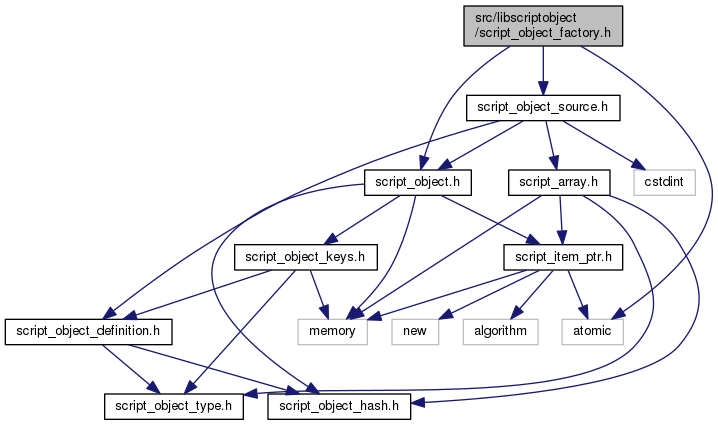 src/libscriptobject
/script_object_factory.h
script_object_source.h
script_object.h
script_array.h
cstdint
script_object_keys.h
script_item_ptr.h
script_object_definition.h
memory
new
algorithm
atomic
script_object_type.h
script_object_hash.h